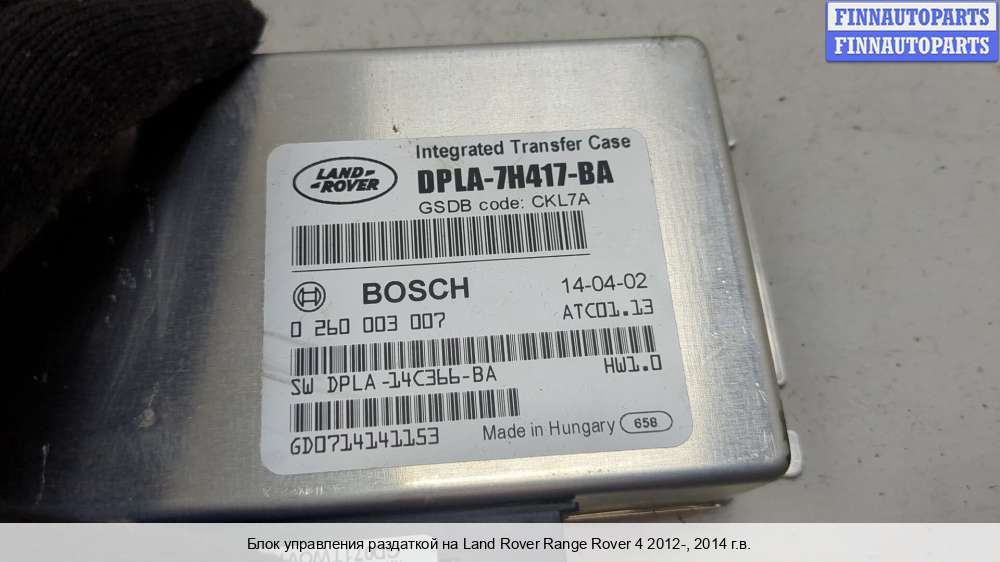 FINNAUTOPARTS
FINNAUTOPARTS
Integrated Transfer Case
LAND-
-ROVER
DPLA-7H417-BA
GSDB code: CKL7A
BOSCH
14-04-02
0 260 003 007
ATC01.13
SW DPLA-14C366-BA
HW1.0
GD0714141153
Made in Hungary 658
Блок управления раздаткой на Land Rover Range Rover 4 2012-, 2014 г.в.